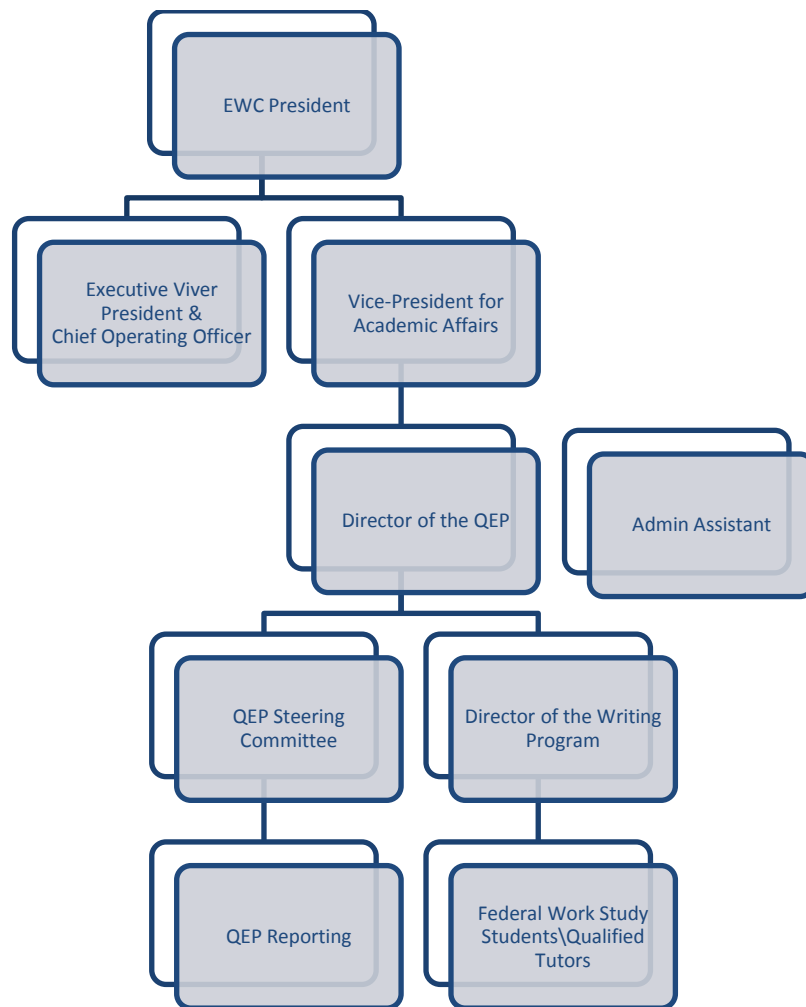 EWC President
Executive Viver
President &
Chief Operating Officer
Vice-President for
Academic Affairs
Director of the QEP
Admin Assistant
QEP Steering
Committee
Director of the Writing
Program
QEP Reporting
Federal Work Study
Students\Qualified
Tutors